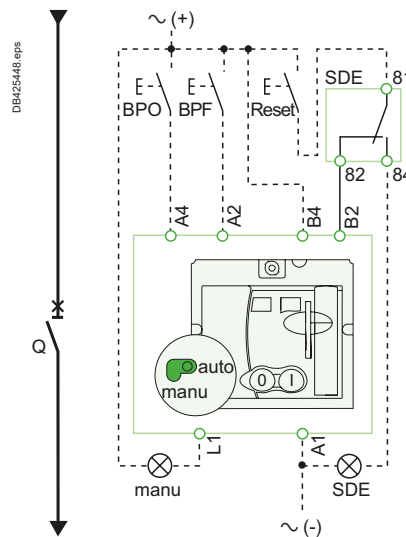 DB425448.eps
∼ (+)
SDE
81
BPO
BPF
Reset
82
84
A4
A2
B4
B2
Q
auto
manu
0
I
L1
A1
manu
SDE
∼ (-)